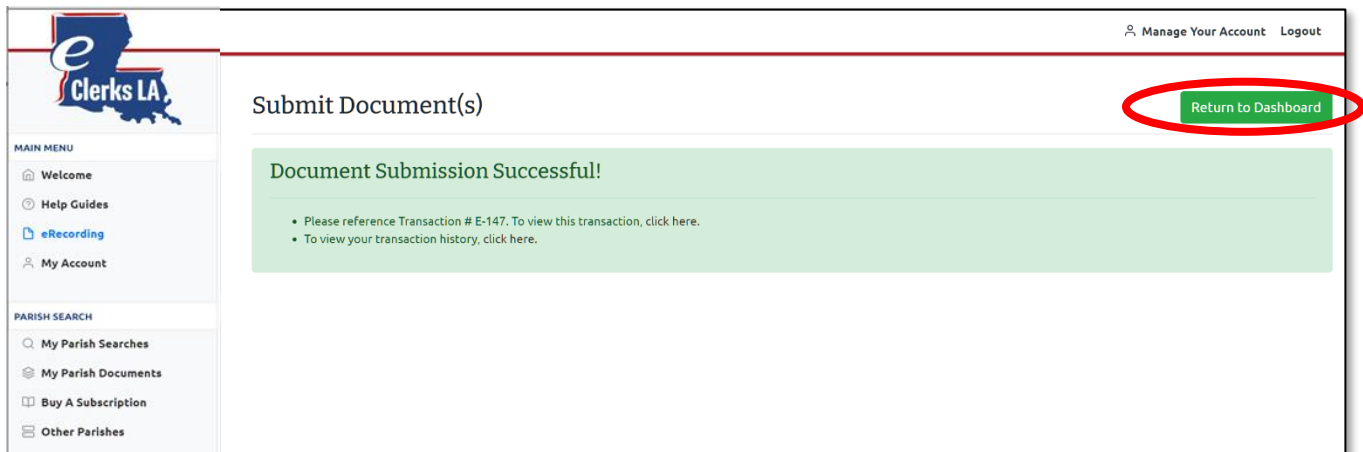 e
Clerks LA
Manage Your Account Logout
Submit Document(s)
Return to Dashboard
MAIN MENU
Welcome
Help Guides
eRecording
My Account
PARISH SEARCH
My Parish Searches
My Parish Documents
Buy A Subscription
Other Parishes
Document Submission Successful!
• Please reference Transaction # E-147. To view this transaction, click here.
• To view your transaction history, click here.